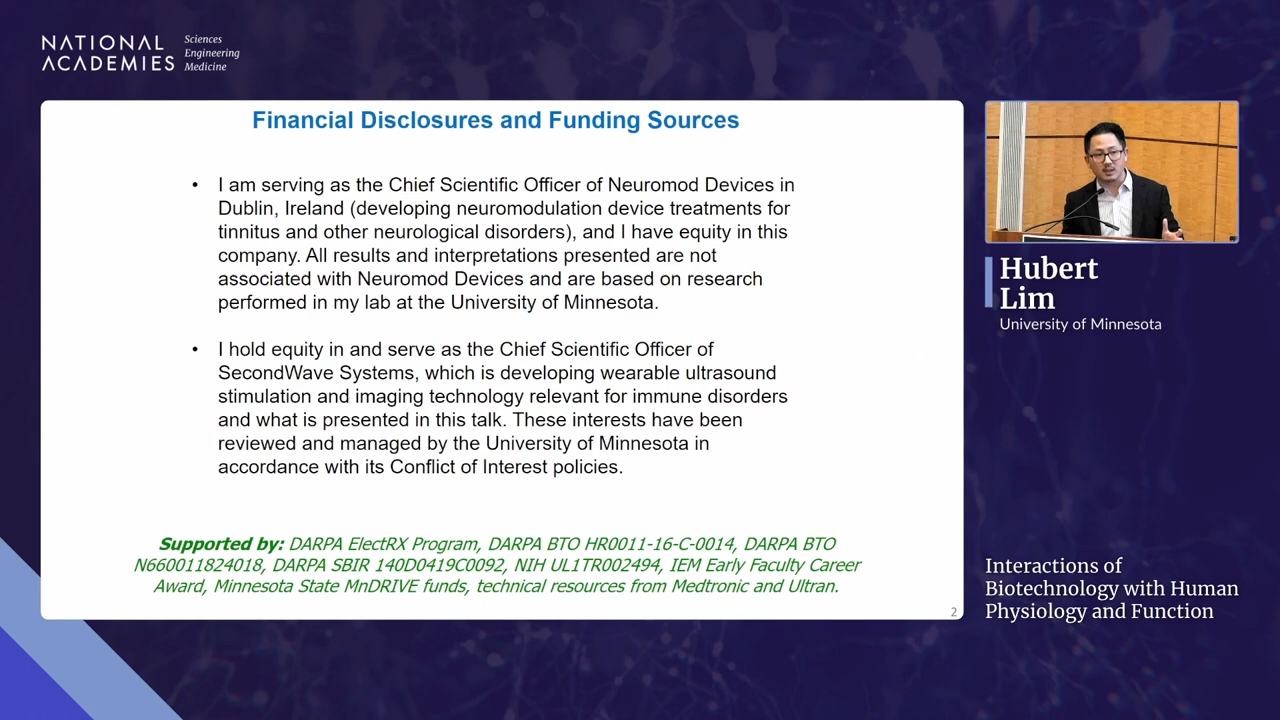 NATIONAL
ACADEMIES
Sciences
Engineering
Medicine
Financial Disclosures and Funding Sources
• I am serving as the Chief Scientific Officer of Neuromod Devices in
Dublin, Ireland (developing neuromodulation device treatments for
tinnitus and other neurological disorders), and I have equity in this
company. All results and interpretations presented are not
associated with Neuromod Devices and are based on research
performed in my lab at the University of Minnesota.
• I hold equity in and serve as the Chief Scientific Officer of
SecondWave Systems, which is developing wearable ultrasound
stimulation and imaging technology relevant for immune disorders
and what is presented in this talk. These interests have been
reviewed and managed by the University of Minnesota in
accordance with its Conflict of Interest policies.
Supported by: DARPA ElectRX Program, DARPA BTO HR0011-16-C-0014, DARPA BTO
N660011824018, DARPA SBIR 140D0419C0092, NIH UL1TR002494, IEM Early Faculty Career
Award, Minnesota State MnDRIVE funds, technical resources from Medtronic and Ultran.
2
Hubert
Lim
University of Minnesota
Interactions of
Biotechnology with Human
Physiology and Function